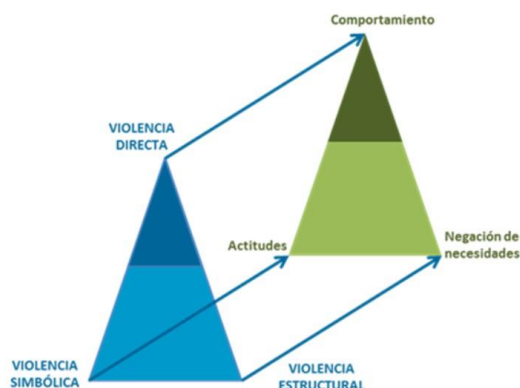 Comportamiento
VIOLENCIA
DIRECTA
Actitudes
Negación de
necesidades
VIOLENCIA
SIMBÓLICA
VIOLENCIA
ESTRUCTURAL